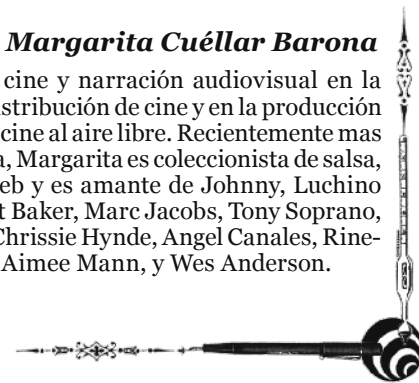 Margarita Cuéllar Barona
cine y narración audiovisual en la
stribución de cine y en la producción
cine al aire libre. Recientemente mas
a, Margarita es coleccionista de salsa,
eb y es amante de Johnny, Luchino
t Baker, Marc Jacobs, Tony Soprano,
Chrissie Hynde, Angel Canales, Rine-
Aimee Mann, y Wes Anderson.